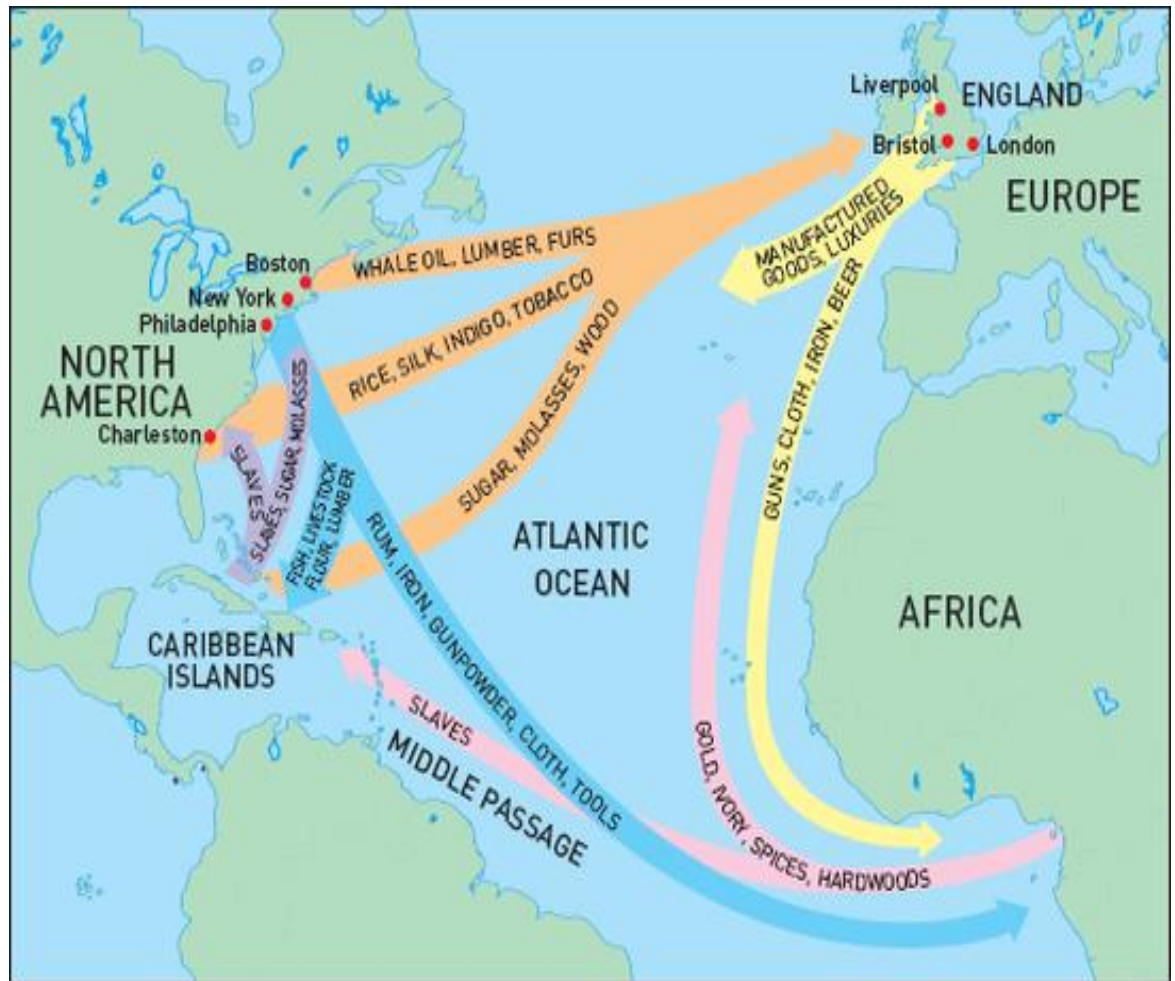 Liverpool
ENGLAND
Bristol
London
EUROPE
MANUFACTURED
GOODS, LUXURIES
WHALE OIL, LUMBER, FURS
Boston
New York
Philadelphia
RICE, SILK, INDIGO, TOBACCO
GUNS, CLOTH, IRON, BEER
NORTH
AMERICA
Charleston
SUGAR, MOLASSES, WOOD
SLAVES
SLAVES, SUGAR, MOLASSES
FISH, LIVESTOCK
FLOUR, LUMBER
RUM, IRON, GUNPOWDER, CLOTH, TOOLS
ATLANTIC
OCEAN
AFRICA
CARIBBEAN
ISLANDS
SLAVES
MIDDLE PASSAGE
GOLD, IVORY, SPICES, HARDWOODS